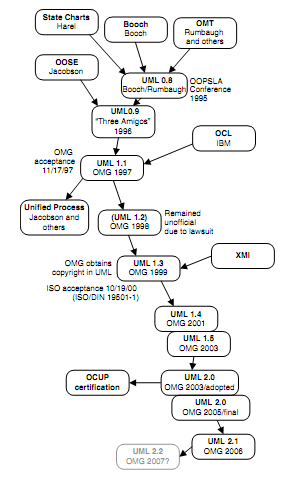 State Charts
Harel
Booch
Booch
OMT
Rumbaugh
and others
OOSE
Jacobson
UML 0.8
Booch/Rumbaugh
OOPSLA
Conference
1995
UML0.9
"Three Amigos"
1996
OCL
IBM
OMG
acceptance
11/17/97
UML 1.1
OMG 1997
Unified Process
Jacobson and
others
(UML 1.2)
OMG 1998
Remained
unofficial
due to lawsuit
OMG obtains
copyright in UML
UML 1.3
OMG 1999
XMI
ISO acceptance 10/19/00
(ISO/DIN 19501-1)
UML 1.4
OMG 2001
UML 1.5
OMG 2003
OCUP
certification
UML 2.0
OMG 2003/adopted
UML 2.0
OMG 2005/final
UML 2.1
OMG 2006
UML 2.2
OMG 2007?